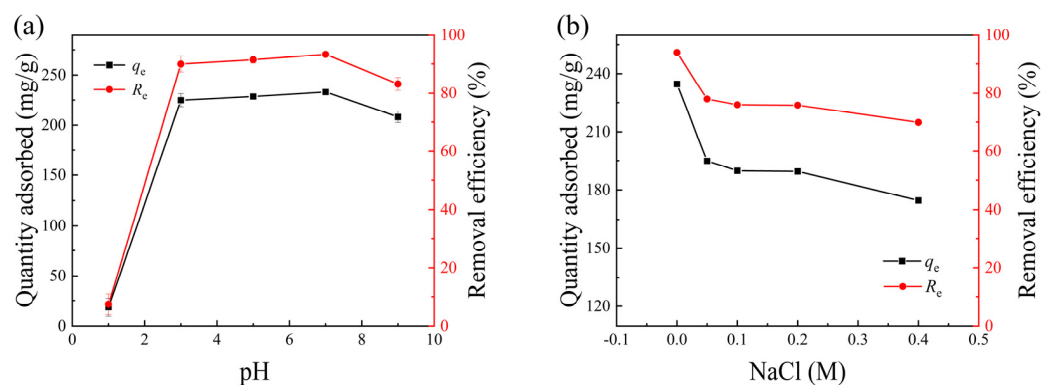 (a)
Quantity adsorbed (mg/g)
250
200
150
100
50
0
0 2 4 6 8 10
pH
100
80
60
40
20
0
Removal efficiency (%)
qe
Re
(b)
Quantity adsorbed (mg/g)
240
210
180
150
120
-0.1 0.0 0.1 0.2 0.3 0.4 0.5
NaCl (M)
100
80
60
40
20
0
Removal efficiency (%)
qe
Re